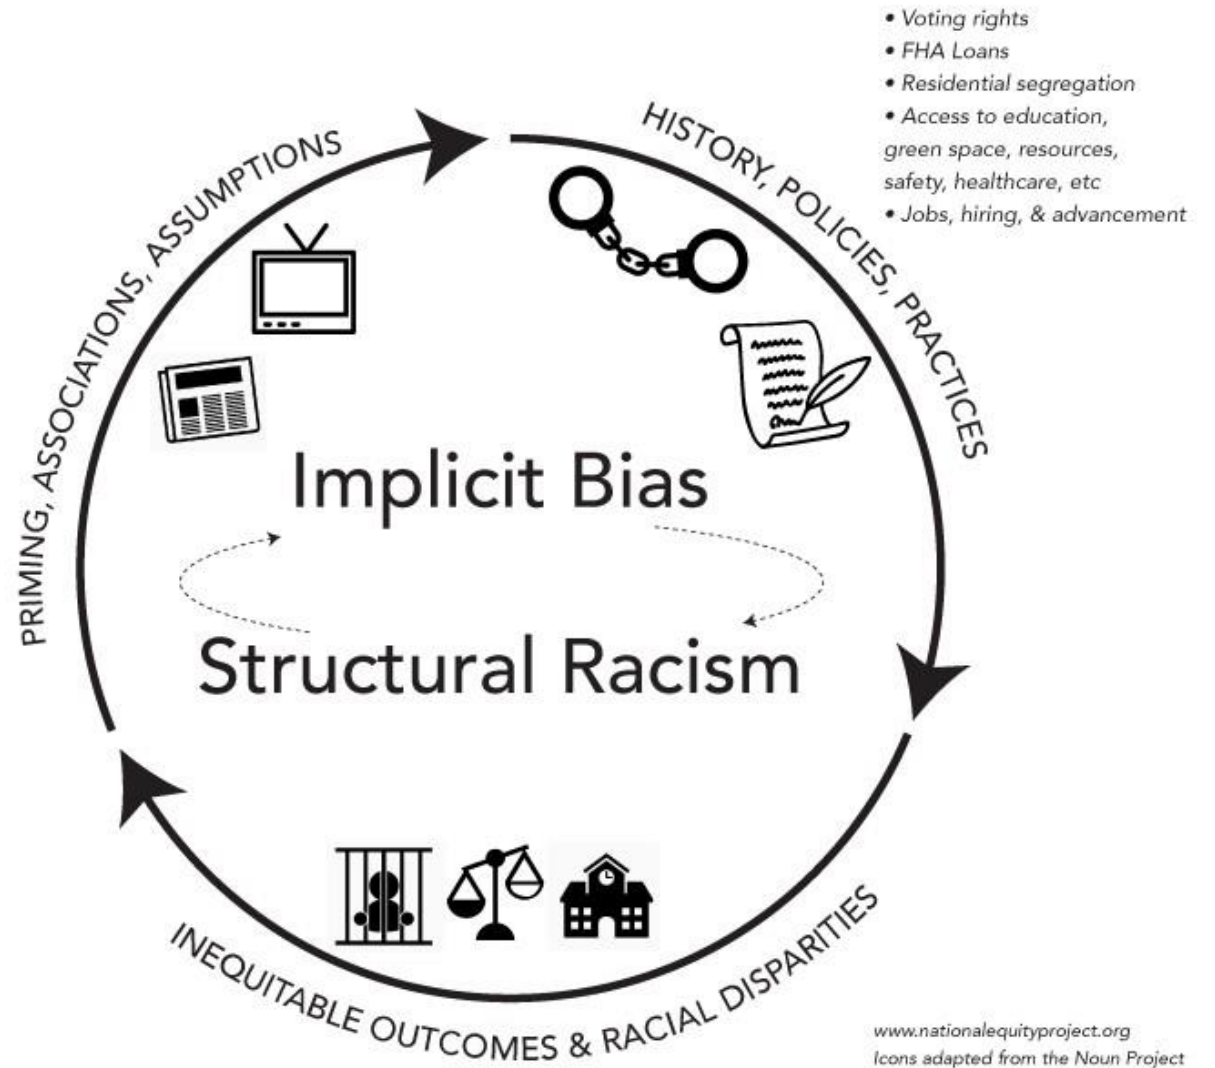 • Voting rights
• FHA Loans
• Residential segregation
• Access to education,
green space, resources,
safety, healthcare, etc
• Jobs, hiring, & advancement
HISTORY, POLICIES, PRACTICES
PRIMING, ASSOCIATIONS, ASSUMPTIONS
Implicit Bias
Structural Racism
INEQUITABLE OUTCOMES & RACIAL DISPARITIES
www.nationalequityproject.org
Icons adapted from the Noun Project